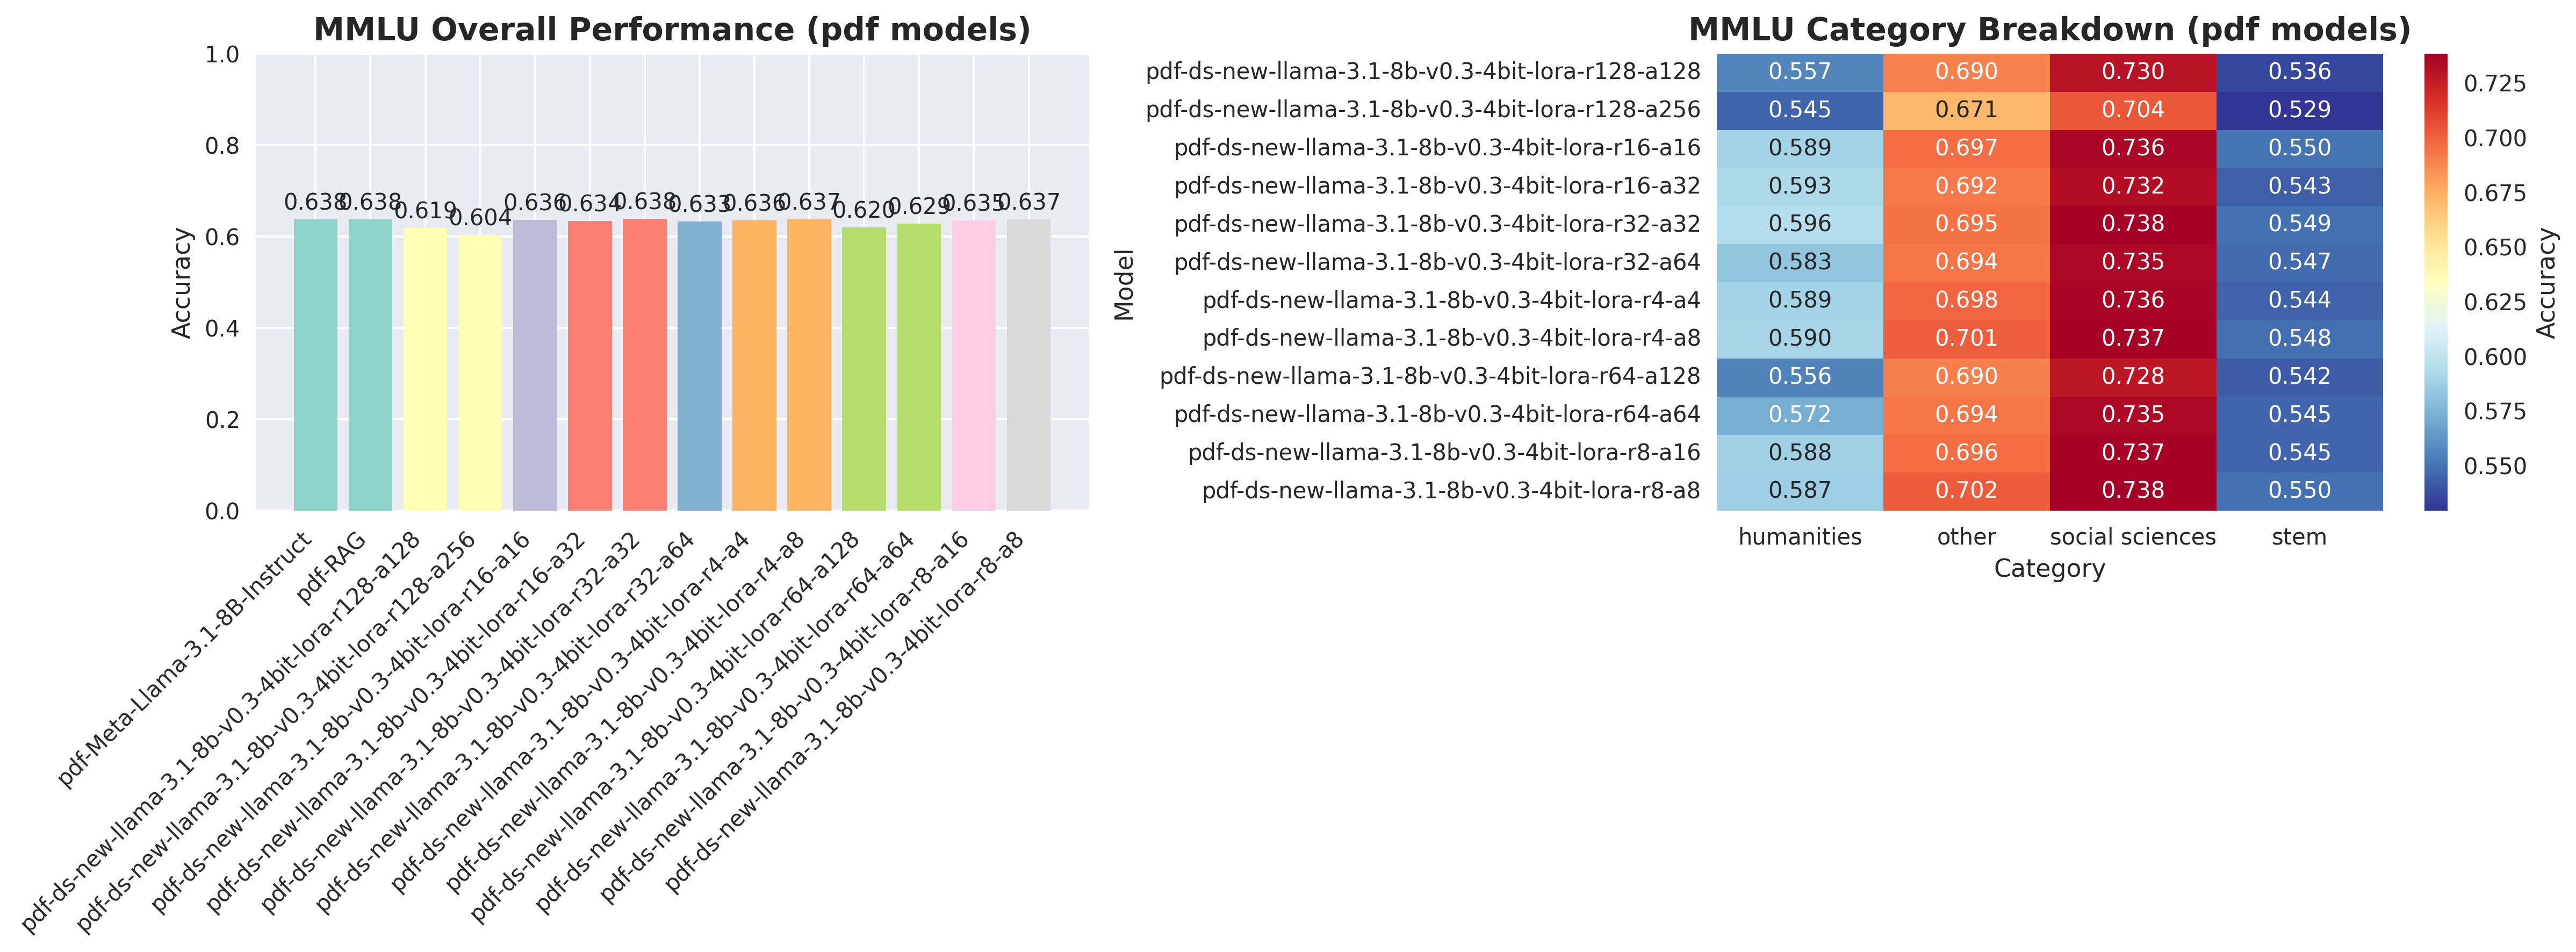 MMLU Overall Performance (pdf models)
1.0
0.8
0.6
0.4
0.2
0.0
Accuracy
0.638
0.638
0.619
0.604
0.636
0.634
0.638
0.633
0.636
0.637
0.620
0.629
0.635
0.637
pdf-Meta-Llama-3.1-8B-Instruct
pdf-RAG
pdf-ds-new-llama-3.1-8b-v0.3-4bit-lora-r128-a128
pdf-ds-new-llama-3.1-8b-v0.3-4bit-lora-r128-a256
pdf-ds-new-llama-3.1-8b-v0.3-4bit-lora-r16-a16
pdf-ds-new-llama-3.1-8b-v0.3-4bit-lora-r16-a32
pdf-ds-new-llama-3.1-8b-v0.3-4bit-lora-r32-a32
pdf-ds-new-llama-3.1-8b-v0.3-4bit-lora-r32-a64
pdf-ds-new-llama-3.1-8b-v0.3-4bit-lora-r4-a4
pdf-ds-new-llama-3.1-8b-v0.3-4bit-lora-r4-a8
pdf-ds-new-llama-3.1-8b-v0.3-4bit-lora-r64-a128
pdf-ds-new-llama-3.1-8b-v0.3-4bit-lora-r64-a64
pdf-ds-new-llama-3.1-8b-v0.3-4bit-lora-r8-a16
pdf-ds-new-llama-3.1-8b-v0.3-4bit-lora-r8-a8
MMLU Category Breakdown (pdf models)
Model
pdf-ds-new-llama-3.1-8b-v0.3-4bit-lora-r128-a128 0.557 0.690 0.730 0.536
pdf-ds-new-llama-3.1-8b-v0.3-4bit-lora-r128-a256 0.545 0.671 0.704 0.529
pdf-ds-new-llama-3.1-8b-v0.3-4bit-lora-r16-a16 0.589 0.697 0.736 0.550
pdf-ds-new-llama-3.1-8b-v0.3-4bit-lora-r16-a32 0.593 0.692 0.732 0.543
pdf-ds-new-llama-3.1-8b-v0.3-4bit-lora-r32-a32 0.596 0.695 0.738 0.549
pdf-ds-new-llama-3.1-8b-v0.3-4bit-lora-r32-a64 0.583 0.694 0.735 0.547
pdf-ds-new-llama-3.1-8b-v0.3-4bit-lora-r4-a4 0.589 0.698 0.736 0.544
pdf-ds-new-llama-3.1-8b-v0.3-4bit-lora-r4-a8 0.590 0.701 0.737 0.548
pdf-ds-new-llama-3.1-8b-v0.3-4bit-lora-r64-a128 0.556 0.690 0.728 0.542
pdf-ds-new-llama-3.1-8b-v0.3-4bit-lora-r64-a64 0.572 0.694 0.735 0.545
pdf-ds-new-llama-3.1-8b-v0.3-4bit-lora-r8-a16 0.588 0.696 0.737 0.545
pdf-ds-new-llama-3.1-8b-v0.3-4bit-lora-r8-a8 0.587 0.702 0.738 0.550
humanities other social sciences stem
Category
0.725
0.700
0.675
0.650
0.625
0.600
0.575
0.550
Accuracy